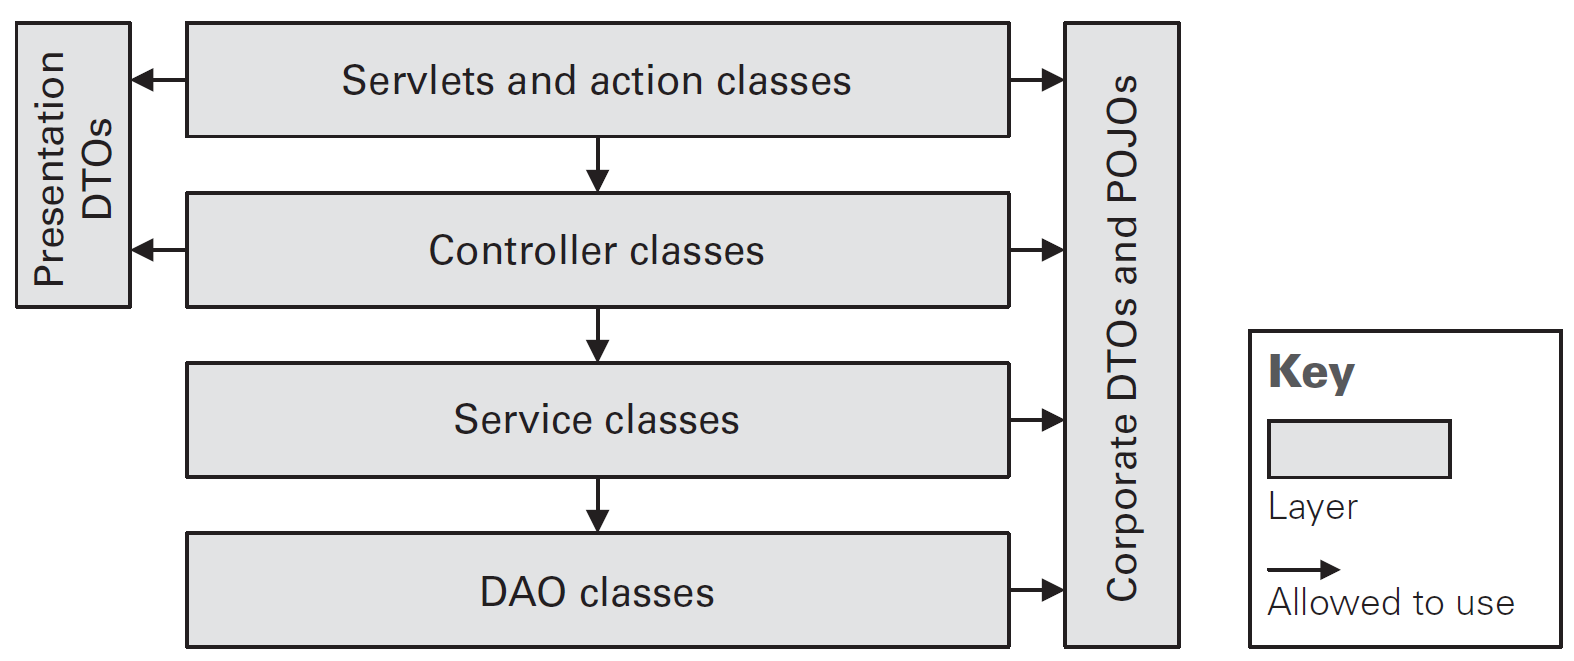 Presentation
DTOs
Servlets and action classes
Controller classes
Service classes
DAO classes
Corporate DTOs and POJOs
Key
Layer
Allowed to use